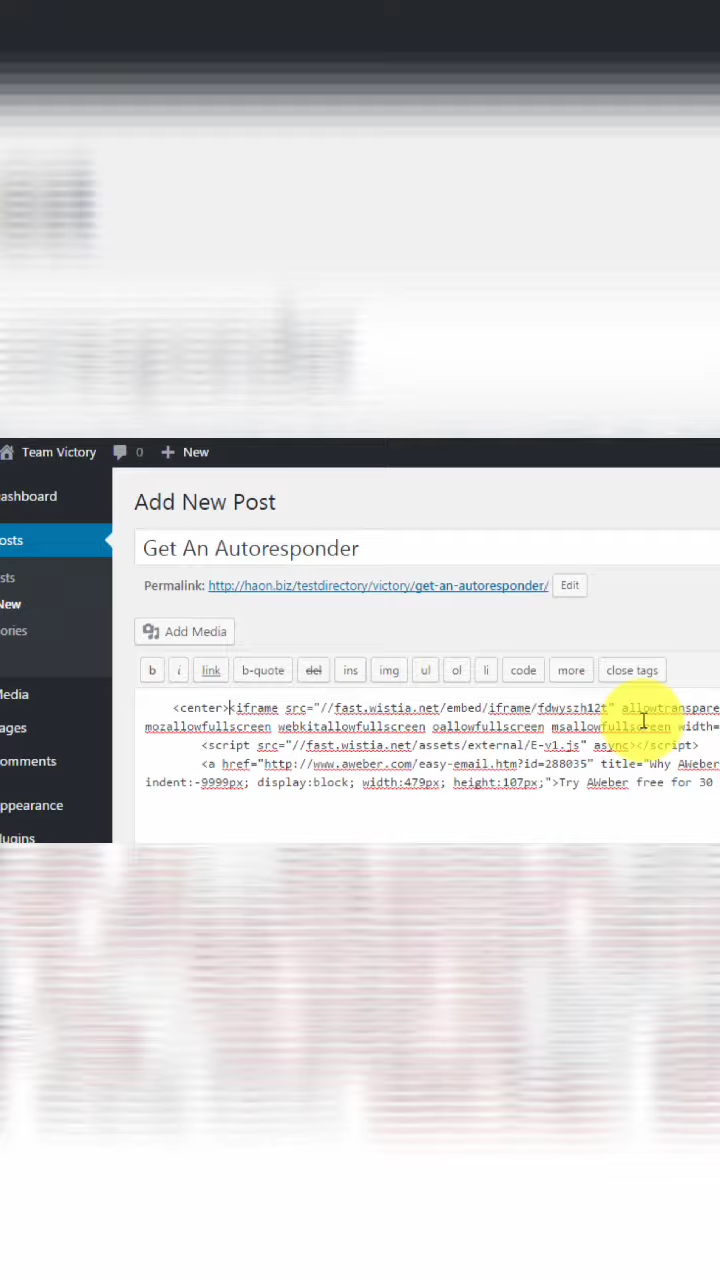 Team Victory 0 + New
ashboard
Add New Post
osts
Get An Autoresponder
sts
Permalink: http://haon.biz/testdirectory/victory/get-an-autoresponder/ Edit
New
ories
Add Media
b i link b-quote del ins img ul ol li code more close tags
edia
<center><iframe src="//fast.wistia.net/embed/iframe/fdwyszh12t" allowtranspare
ages
mozallowfullscreen webkitallowfullscreen oallowfullscreen msallowfullscreen width=
<script src="//fast.wistia.net/assets/external/E-v1.js" async></script>
omments
<a href="http://www.aweber.com/easy-email.htm?id=288035" title="Why AWeber
indent:-9999px; display:block; width:479px; height:107px;">Try AWeber free for 30
ppearance
lugins